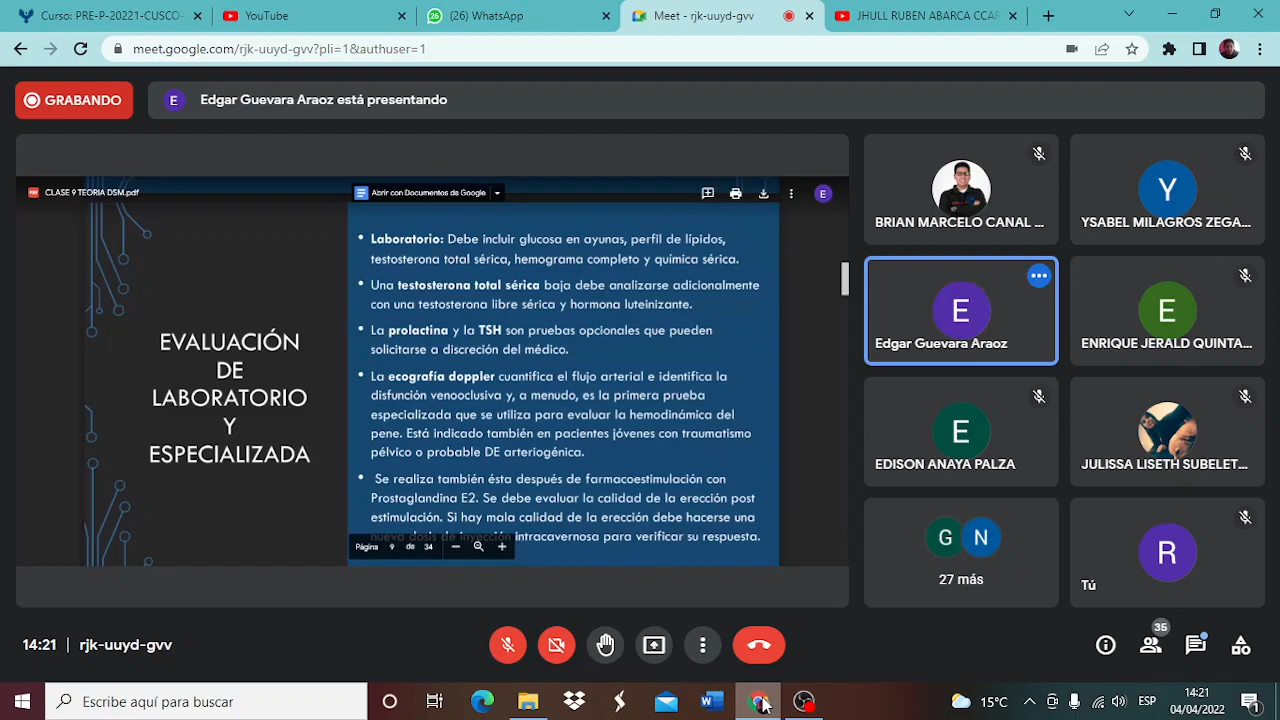 Curso: PRE-P-20221-CUSCO-
YouTube
(26) WhatsApp
Meet - rjk-uuyd-gvv
JHULL RUBEN ABARCA CCAR
meet.google.com/rjk-uuyd-gvv?pli=1&authuser=1
GRABANDO
E
Edgar Guevara Araoz está presentando
CLASE 9 TEORIA DSM.pdf
Abrir con Documentos de Google
E
EVALUACIÓN
DE
LABORATORIO
Y
ESPECIALIZADA
• Laboratorio: Debe incluir glucosa en ayunas, perfil de lípidos,
testosterona total sérica, hemograma completo y química sérica.
• Una testosterona total sérica baja debe analizarse adicionalmente
con una testosterona libre sérica y hormona luteinizante.
• La prolactina y la TSH son pruebas opcionales que pueden
solicitarse a discreción del médico.
• La ecografía doppler cuantifica el flujo arterial e identifica la
disfunción venooclusiva y, a menudo, es la primera prueba
especializada que se utiliza para evaluar la hemodinámica del
pene. Está indicado también en pacientes jóvenes con traumatismo
pélvico o probable DE arteriogénica.
• Se realiza también ésta después de farmacoestimulación con
Prostaglandina E2. Se debe evaluar la calidad de la erección post
estimulación. Si hay mala calidad de la erección debe hacerse una
nueva dosis de inyección intracavernosa para verificar su respuesta.
Página 9 de 34
BRIAN MARCELO CANAL ...
Y
YSABEL MILAGROS ZEGA...
E
Edgar Guevara Araoz
E
ENRIQUE JERALD QUINTA...
E
EDISON ANAYA PALZA
JULISSA LISETH SUBELET...
G N
27 más
R
Tú
14:21 | rjk-uuyd-gvv
35
Escribe aquí para buscar
15°C
ESP
14:21
04/04/2022
1